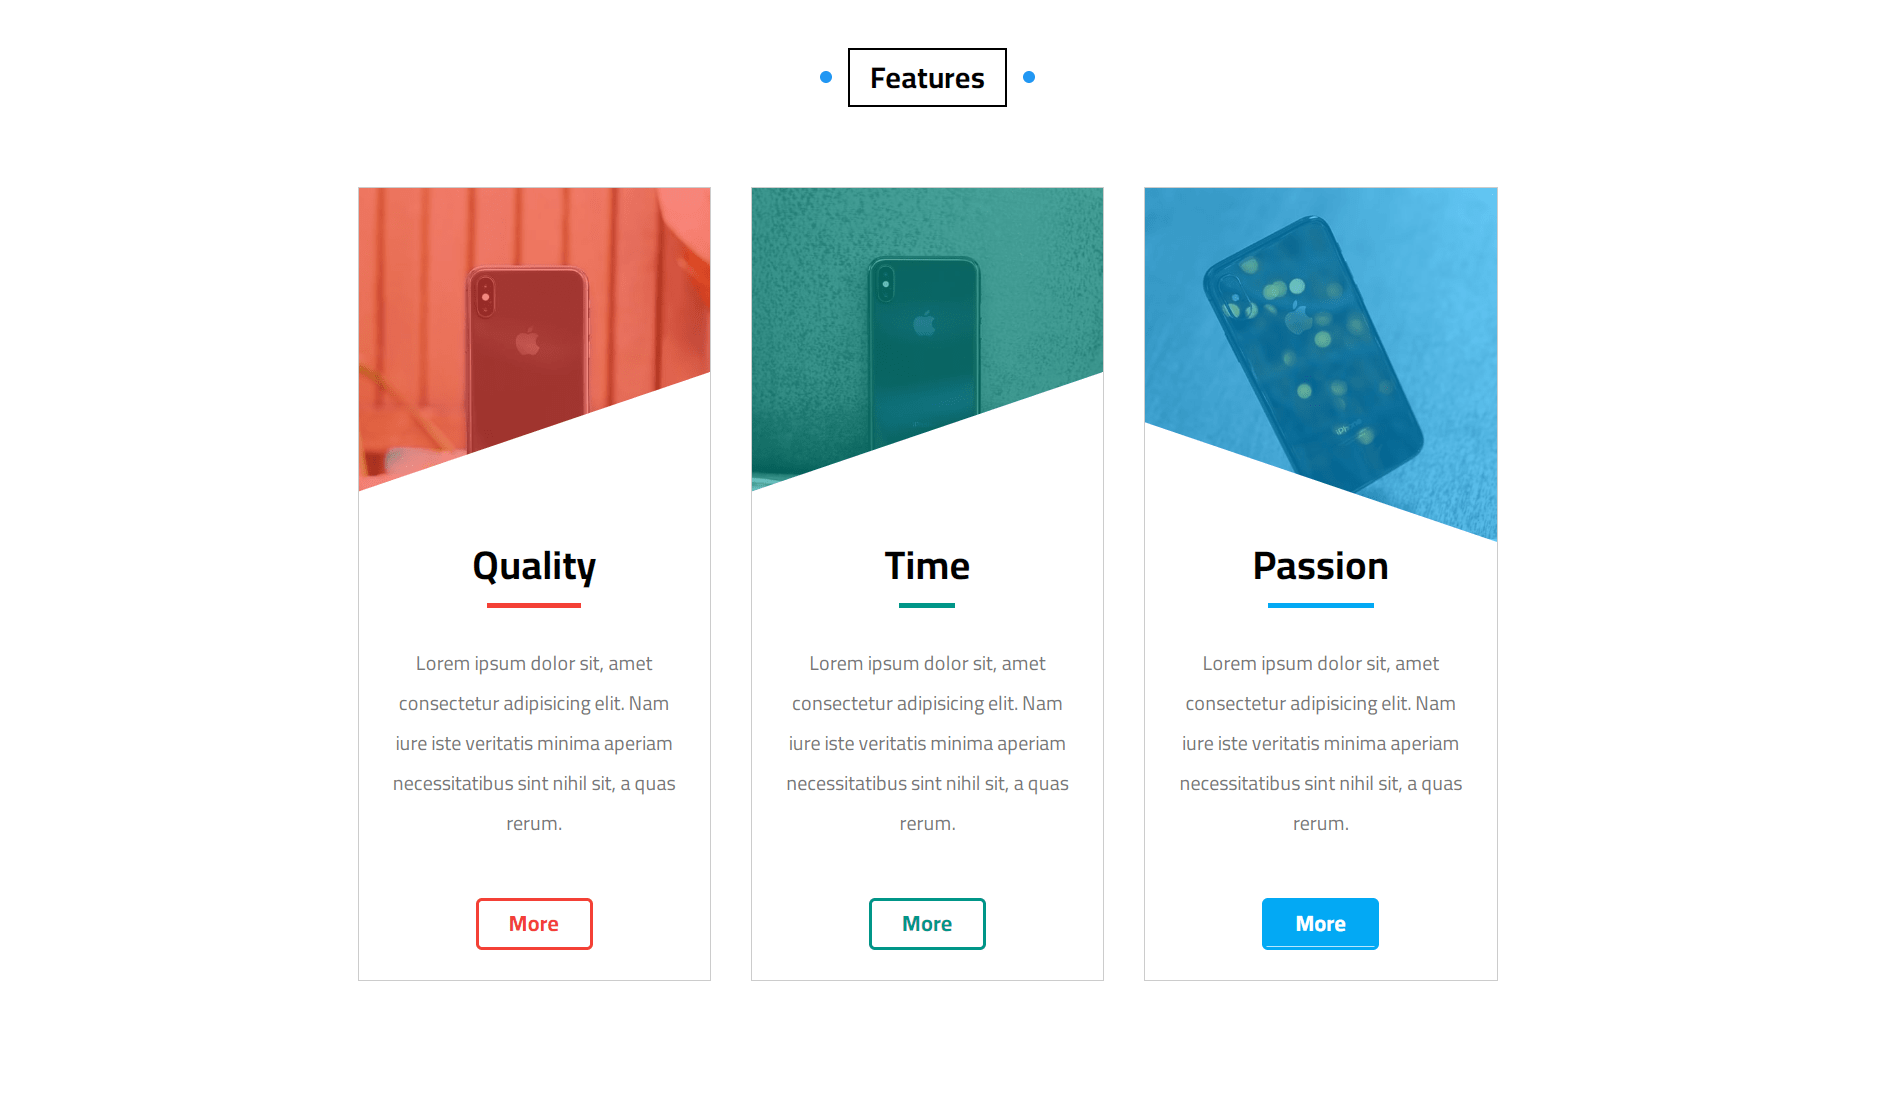 Features
Quality
Lorem ipsum dolor sit, amet
consectetur adipisicing elit. Nam
iure iste veritatis minima aperiam
necessitatibus sint nihil sit, a quas
rerum.
More
Time
Lorem ipsum dolor sit, amet
consectetur adipisicing elit. Nam
iure iste veritatis minima aperiam
necessitatibus sint nihil sit, a quas
rerum.
More
Passion
Lorem ipsum dolor sit, amet
consectetur adipisicing elit. Nam
iure iste veritatis minima aperiam
necessitatibus sint nihil sit, a quas
rerum.
More